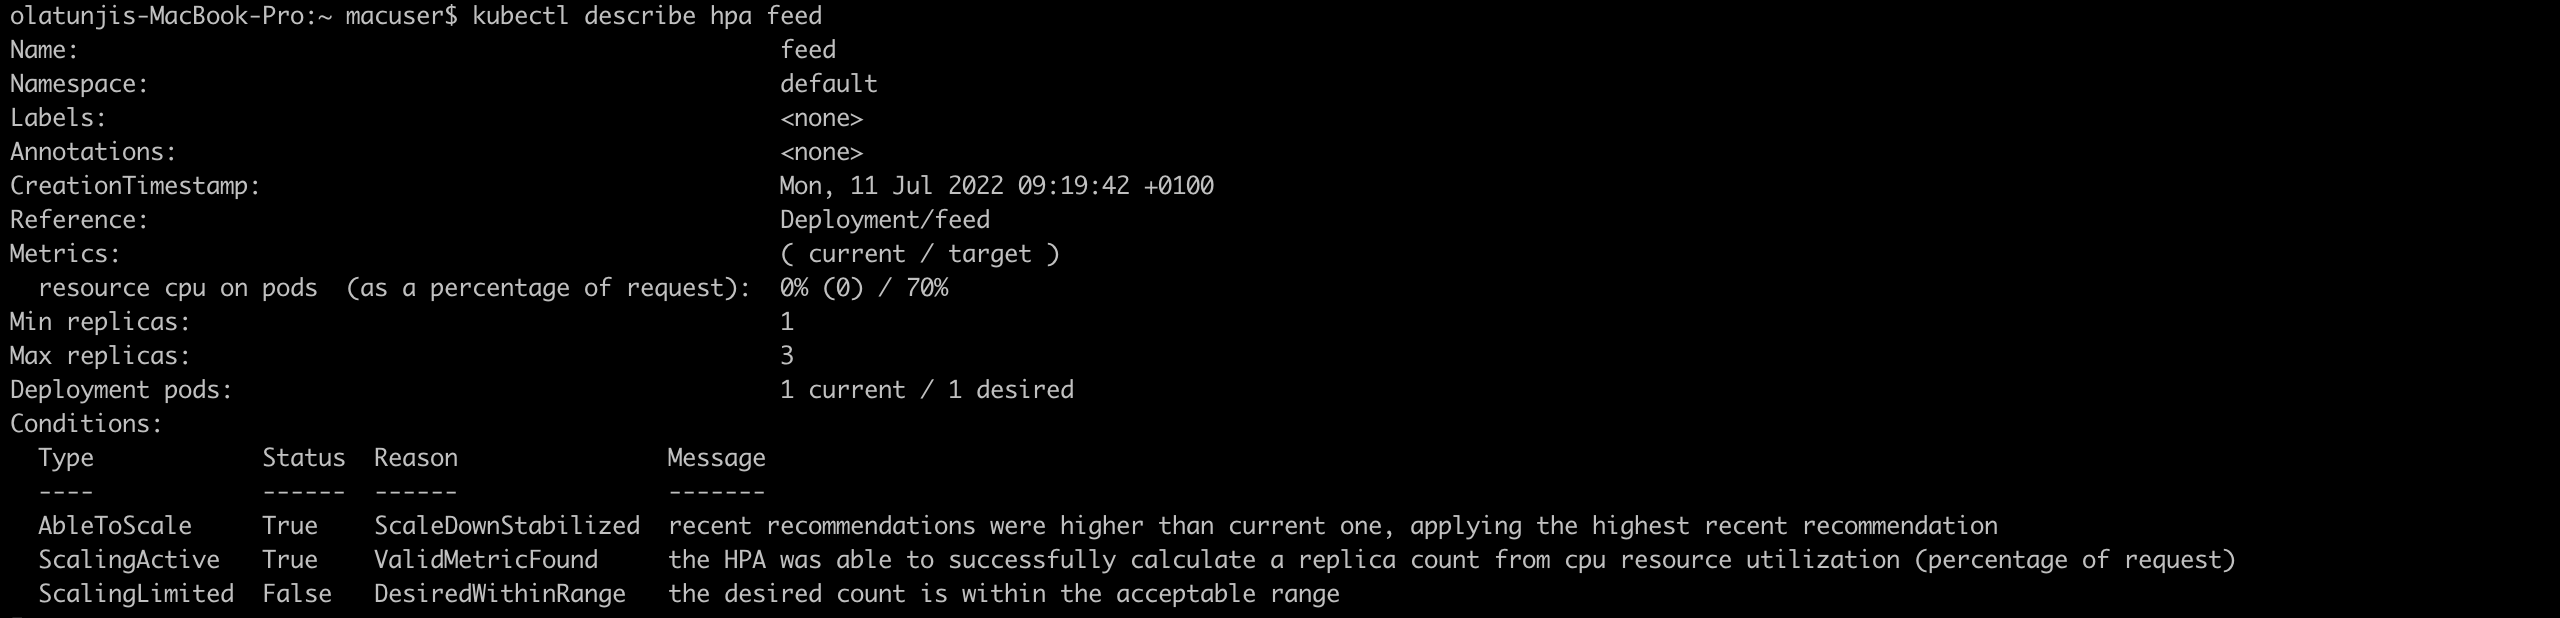 olatunjis-MacBook-Pro:~ macuser$ kubectl describe hpa feed
Name: feed
Namespace: default
Labels: <none>
Annotations: <none>
CreationTimestamp: Mon, 11 Jul 2022 09:19:42 +0100
Reference: Deployment/feed
Metrics: ( current / target )
  resource cpu on pods  (as a percentage of request): 0% (0) / 70%
Min replicas: 1
Max replicas: 3
Deployment pods: 1 current / 1 desired
Conditions:
  Type            Status  Reason               Message
  ----            ------  ------               -------
  AbleToScale     True    ScaleDownStabilized  recent recommendations were higher than current one, applying the highest recent recommendation
  ScalingActive   True    ValidMetricFound     the HPA was able to successfully calculate a replica count from cpu resource utilization (percentage of request)
  ScalingLimited  False   DesiredWithinRange   the desired count is within the acceptable range